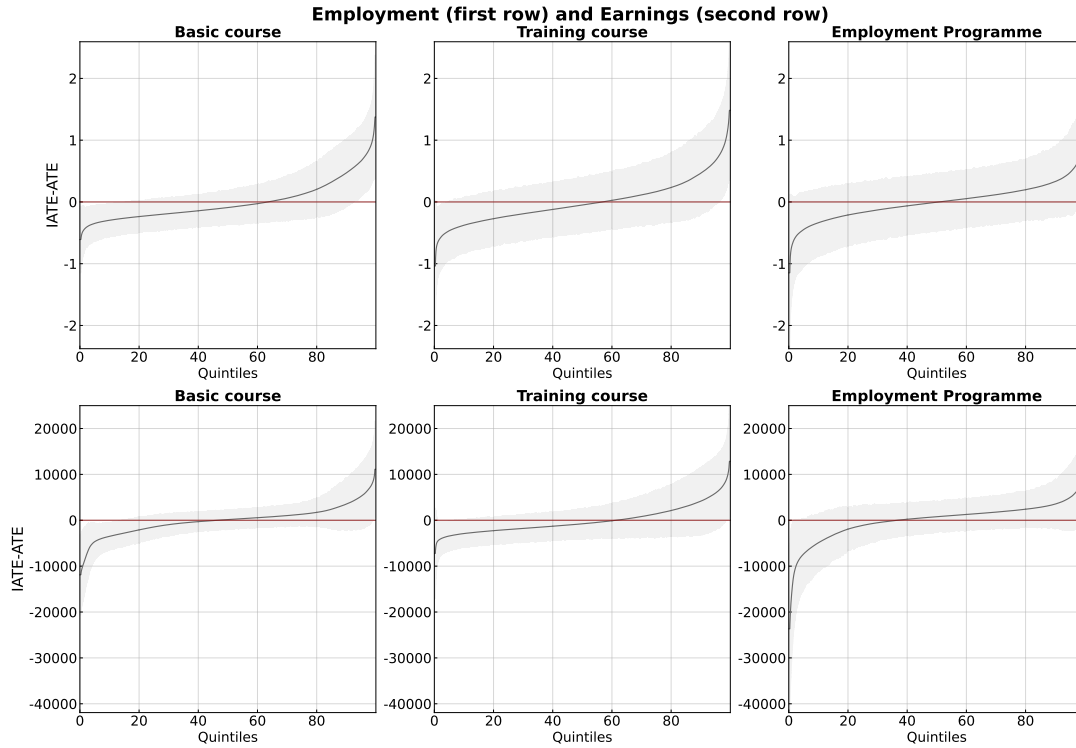 Employment (first row) and Earnings (second row)
Basic course
Training course
Employment Programme
IATE-ATE
2
1
0
-1
-2
0 20 40 60 80
Quintiles
2
1
0
-1
-2
0 20 40 60 80
Quintiles
2
1
0
-1
-2
0 20 40 60 80
Quintiles
Basic course
Training course
Employment Programme
IATE-ATE
20000
10000
0
-10000
-20000
-30000
-40000
0 20 40 60 80
Quintiles
20000
10000
0
-10000
-20000
-30000
-40000
0 20 40 60 80
Quintiles
20000
10000
0
-10000
-20000
-30000
-40000
0 20 40 60 80
Quintiles